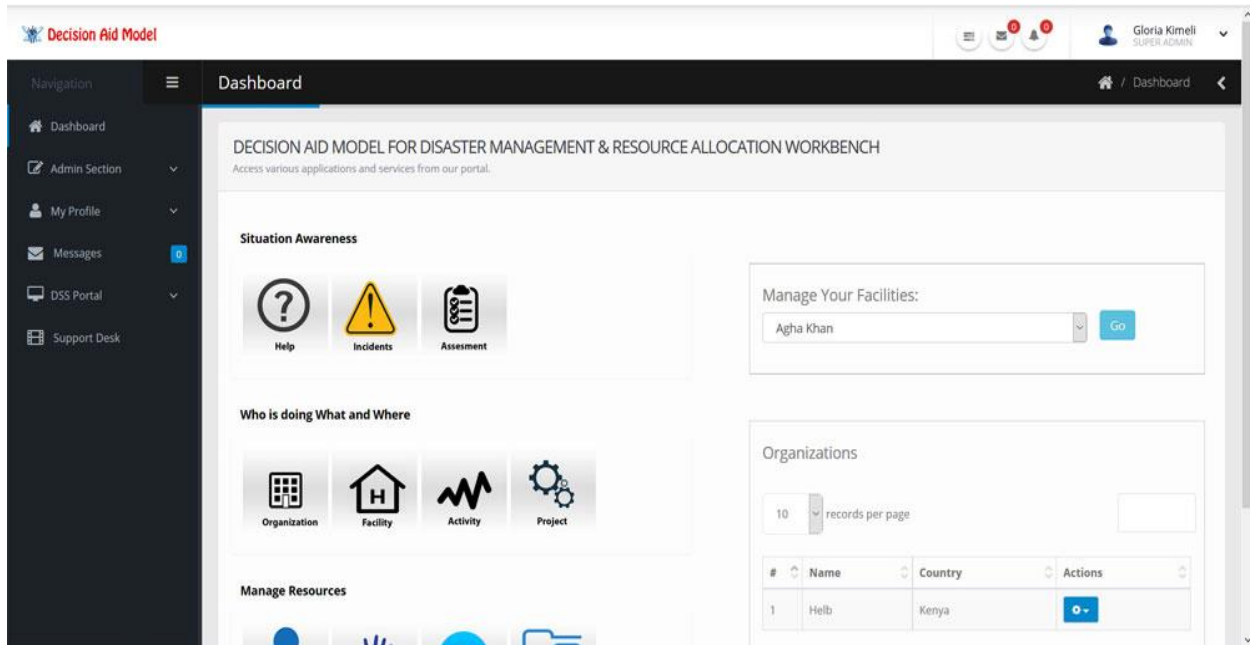 Decision Aid Model
0
0
Gloria Kimeli
SUPER ADMIN
Navigation
Dashboard
/ Dashboard
Dashboard
Admin Section
My Profile
Messages
0
DSS Portal
Support Desk
DECISION AID MODEL FOR DISASTER MANAGEMENT & RESOURCE ALLOCATION WORKBENCH
Access various applications and services from our portal.
Situation Awareness
?
Help
Incidents
Assesment
Manage Your Facilities:
Agha Khan
Go
Who is doing What and Where
H
Organization
Facility
Activity
Project
Organizations
10 records per page
# Name Country Actions
1 Helb Kenya
Manage Resources